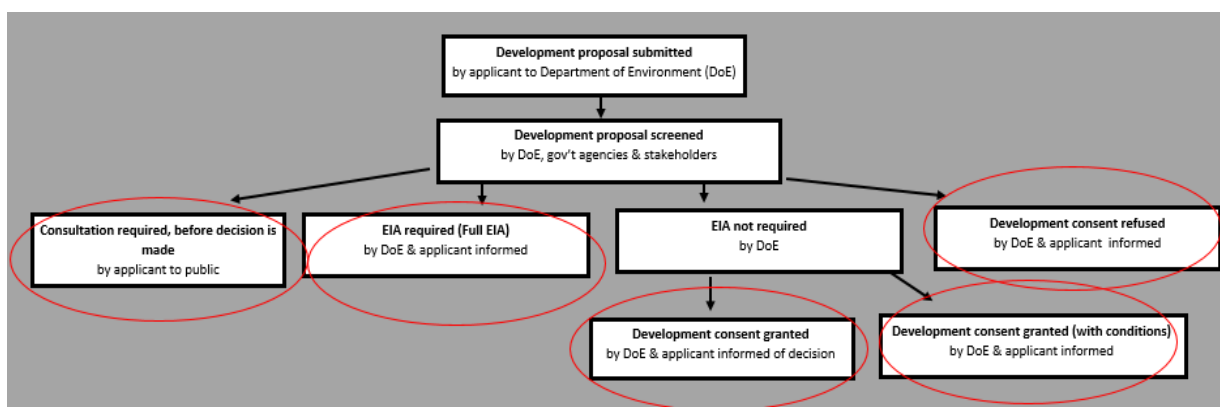 Development proposal submitted
by applicant to Department of Environment (DoE)
Development proposal screened
by DoE, gov't agencies & stakeholders
Consultation required, before decision is
made
by applicant to public
EIA required (Full EIA)
by DoE & applicant informed
EIA not required
by DoE
Development consent refused
by DoE & applicant informed
Development consent granted
by DoE & applicant informed of decision
Development consent granted (with conditions)
by DoE & applicant informed